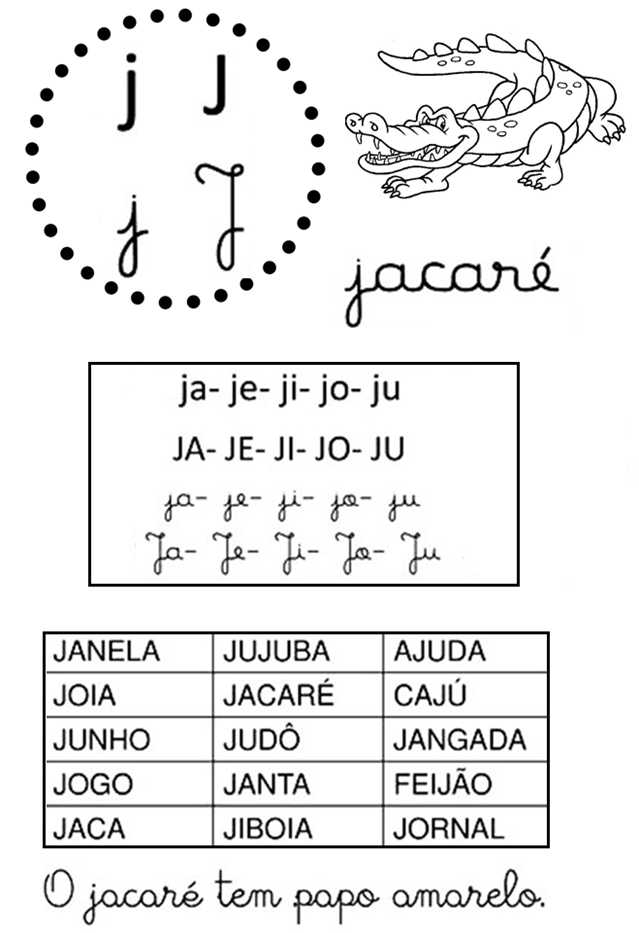 j J
j J
jacaré
ja- je- ji- jo- ju
JA- JE- JI- JO- JU
ja- je- ji- jo- ju
Ja- Je- Ji- Jo- Ju
JANELA JUJUBA AJUDA
JOIA JACARÉ CAJÚ
JUNHO JUDÔ JANGADA
JOGO JANTA FEIJÃO
JACA JIBOIA JORNAL
O jacaré tem papo amarelo.